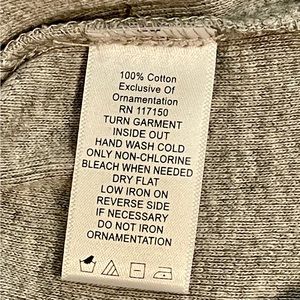 100% Cotton
Exclusive Of
Ornamentation
RN 117150
TURN GARMENT
INSIDE OUT
HAND WASH COLD
ONLY NON-CHLORINE
BLEACH WHEN NEEDED
DRY FLAT
LOW IRON ON
REVERSE SIDE
IF NECESSARY
DO NOT IRON
ORNAMENTATION